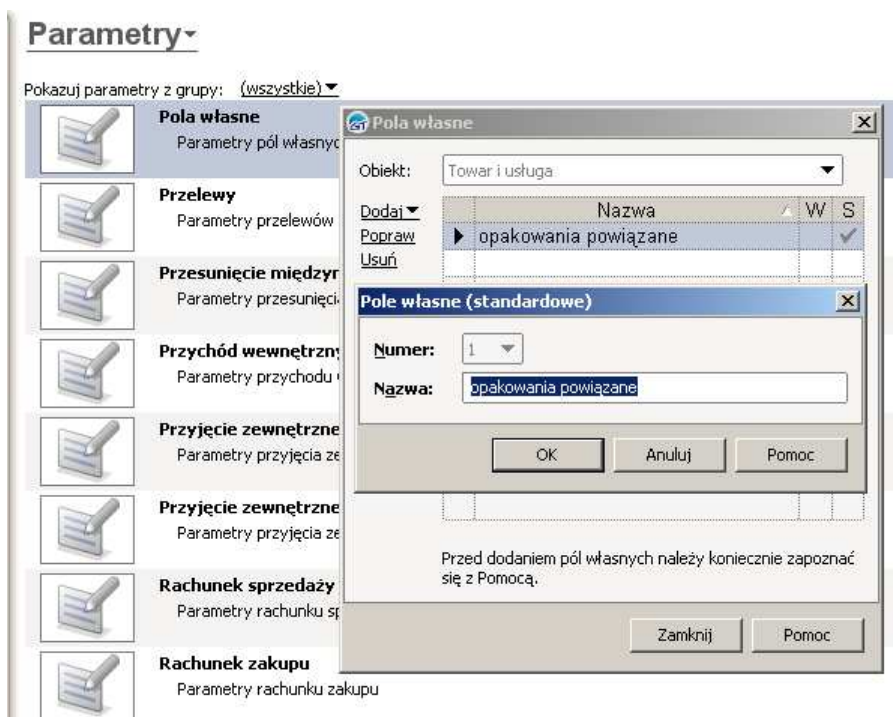 Parametry
Pokazuj parametry z grupy: (wszystkie)
Pola własne
Parametry pól własnyc
Przelewy
Parametry przelewów
Przesunięcie międzyr
Parametry przesunięci
Przychód wewnętrzny
Parametry przychodu
Przyjęcie zewnętrzne
Parametry przyjęcia ze
Przyjęcie zewnętrzne
Parametry przyjęcia ze
Rachunek sprzedaży
Parametry rachunku sp
Rachunek zakupu
Parametry rachunku zakupu
GT Pola własne
Obiekt: Towar i usługa
Dodaj Nazwa W S
Popraw opakowania powiązane
Usuń
Pole własne (standardowe)
Numer: 1
Nazwa: opakowania powiązane
OK Anuluj Pomoc
Przed dodaniem pól własnych należy koniecznie zapoznać
się z Pomocą.
Zamknij Pomoc